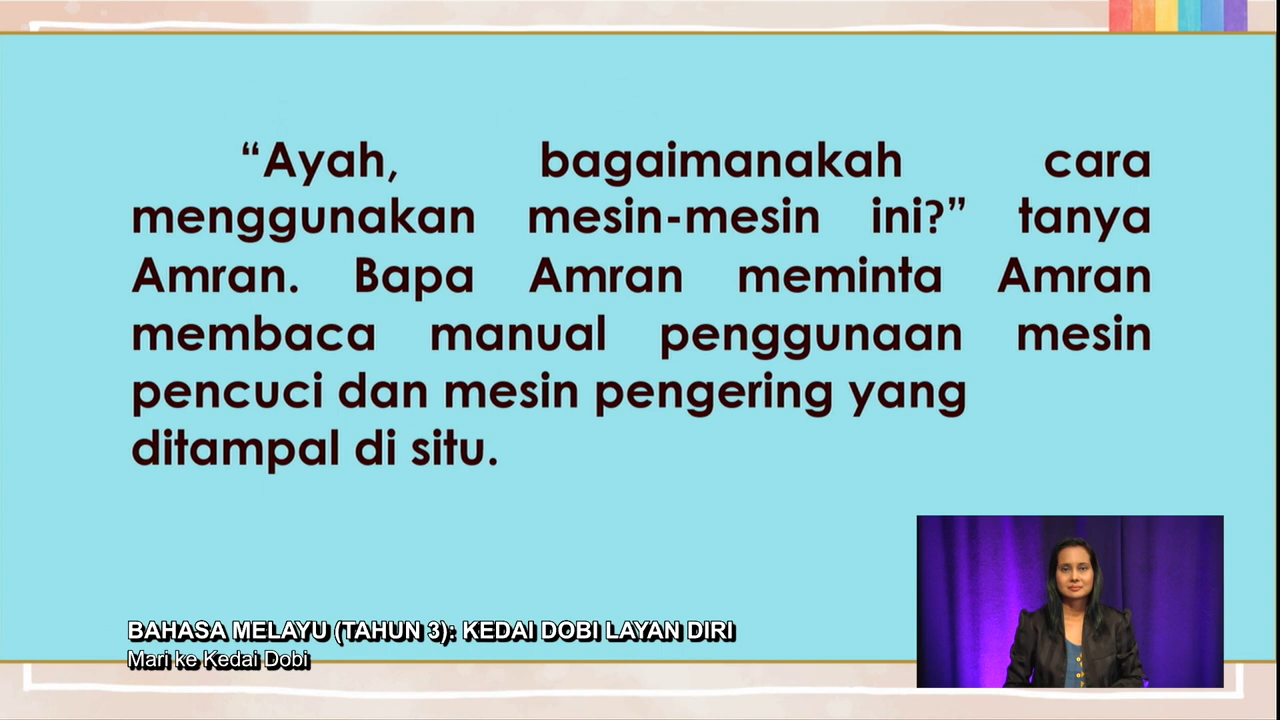 “Ayah, bagaimanakah cara
menggunakan mesin-mesin ini?” tanya
Amran. Bapa Amran meminta Amran
membaca manual penggunaan mesin
pencuci dan mesin pengering yang
ditampal di situ.
BAHASA MELAYU (TAHUN 3): KEDAI DOBI LAYAN DIRI
Mari ke Kedai Dobi